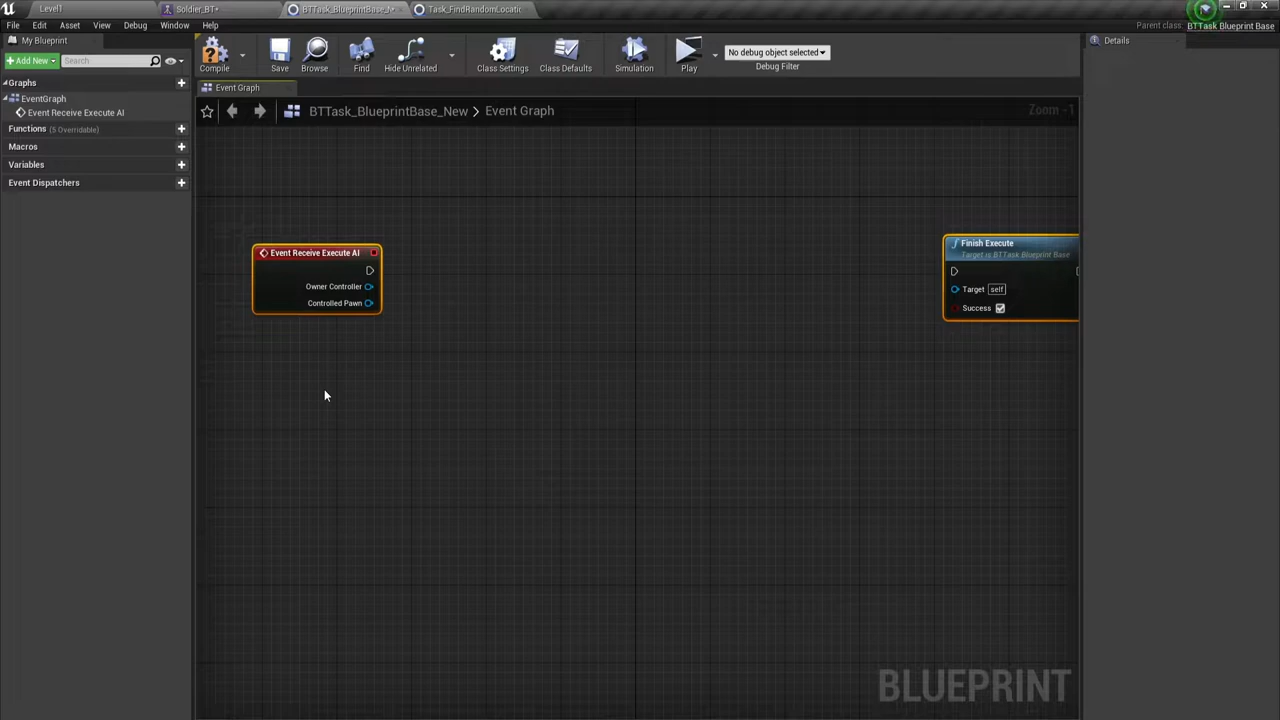 Level1
Soldier_BT*
BTTask_BlueprintBase_N
Task_FindRandomLocatic
File Edit Asset View Debug Window Help
Parent class: BTTask Blueprint Base
My Blueprint
Add New
Search
Compile
Save
Browse
Find
Hide Unrelated
Class Settings
Class Defaults
Simulation
Play
No debug object selected
Debug Filter
Details
Graphs
EventGraph
Event Receive Execute AI
Functions (5 Overridable)
Macros
Variables
Event Dispatchers
Event Graph
BTTask_BlueprintBase_New > Event Graph
Zoom -1
Event Receive Execute AI
Owner Controller
Controlled Pawn
Finish Execute
Target is BTTask Blueprint Base
Target self
Success
BLUEPRINT